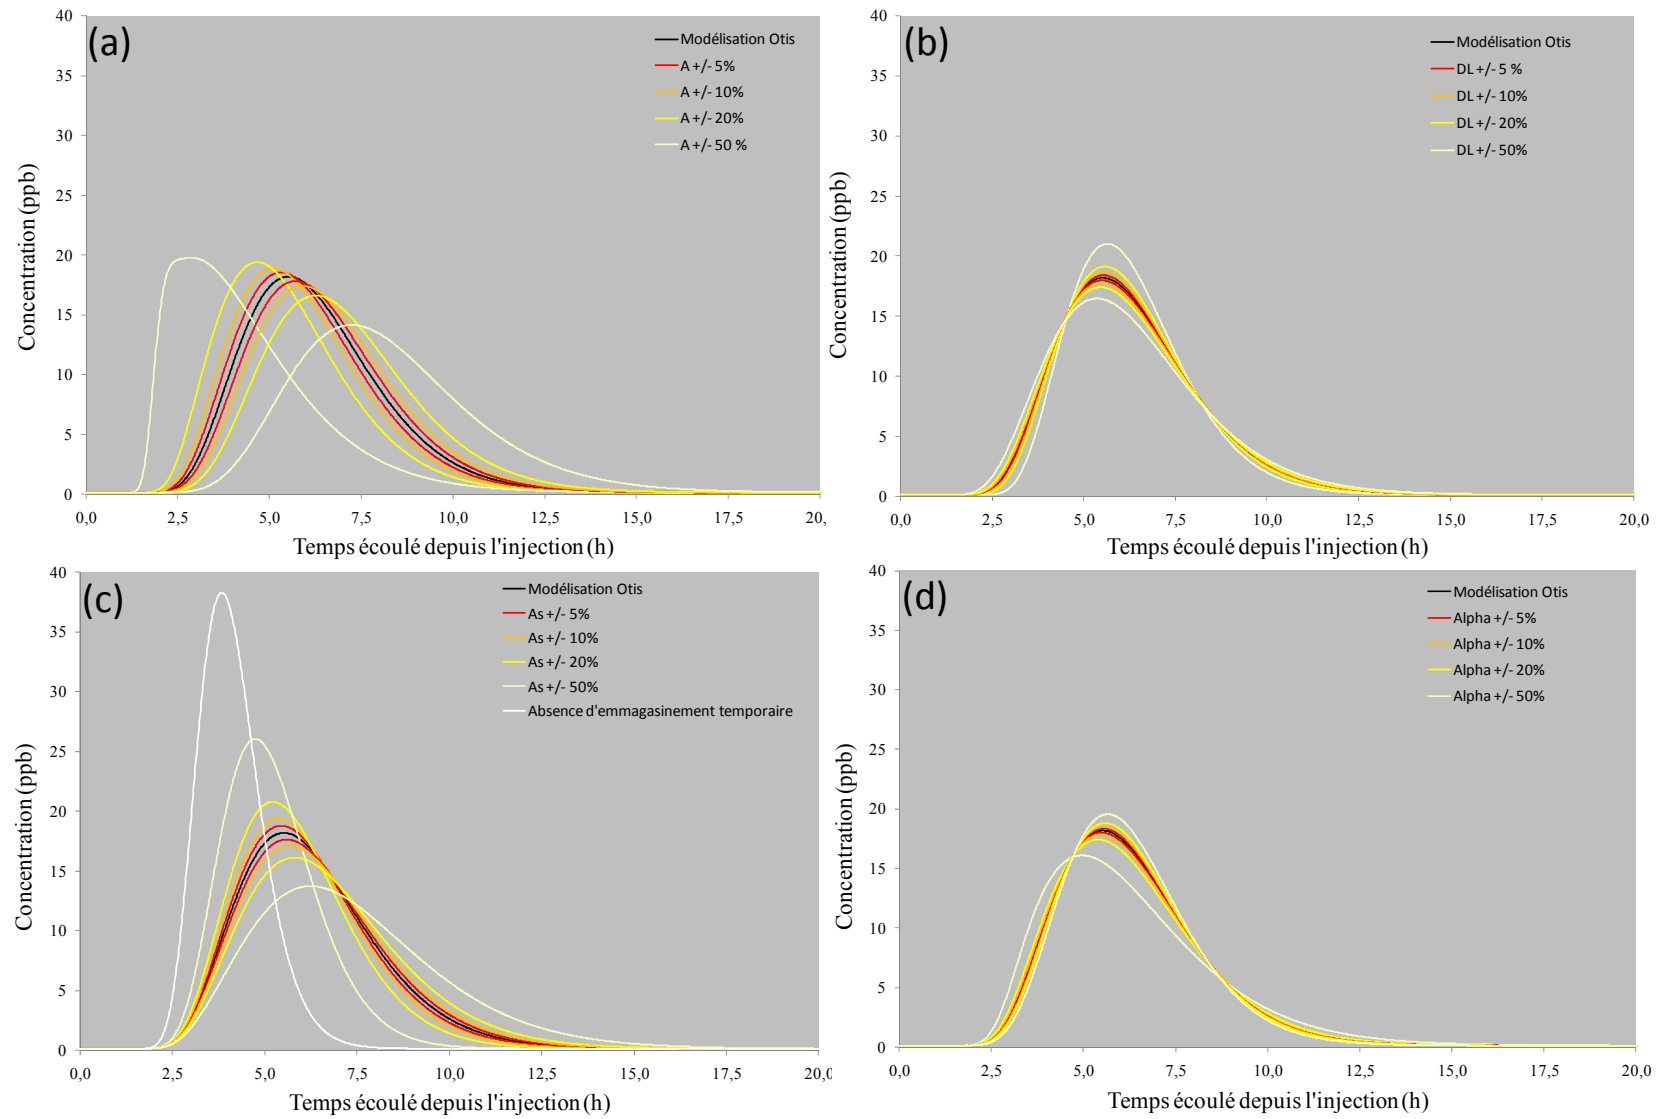 (a)
40
35
30
25
20
15
10
5
0
Concentration (ppb)
Modélisation Otis
A +/- 5%
A +/- 10%
A +/- 20%
A +/- 50 %
0,0 2,5 5,0 7,5 10,0 12,5 15,0 17,5 20,
Temps écoulé depuis l'injection (h)
(b)
40
35
30
25
20
15
10
5
0
Concentration (ppb)
Modélisation Otis
DL +/- 5 %
DL +/- 10%
DL +/- 20%
DL +/- 50%
0,0 2,5 5,0 7,5 10,0 12,5 15,0 17,5 20,0
Temps écoulé depuis l'injection (h)
(c)
40
35
30
25
20
15
10
5
0
Concentration (ppb)
Modélisation Otis
As +/- 5%
As +/- 10%
As +/- 20%
As +/- 50%
Absence d'emmagasinement temporaire
0,0 2,5 5,0 7,5 10,0 12,5 15,0 17,5 20,0
Temps écoulé depuis l'injection (h)
(d)
40
35
30
25
20
15
10
5
0
Concentration (ppb)
Modélisation Otis
Alpha +/- 5%
Alpha +/- 10%
Alpha +/- 20%
Alpha +/- 50%
0,0 2,5 5,0 7,5 10,0 12,5 15,0 17,5 20,0
Temps écoulé depuis l'injection (h)